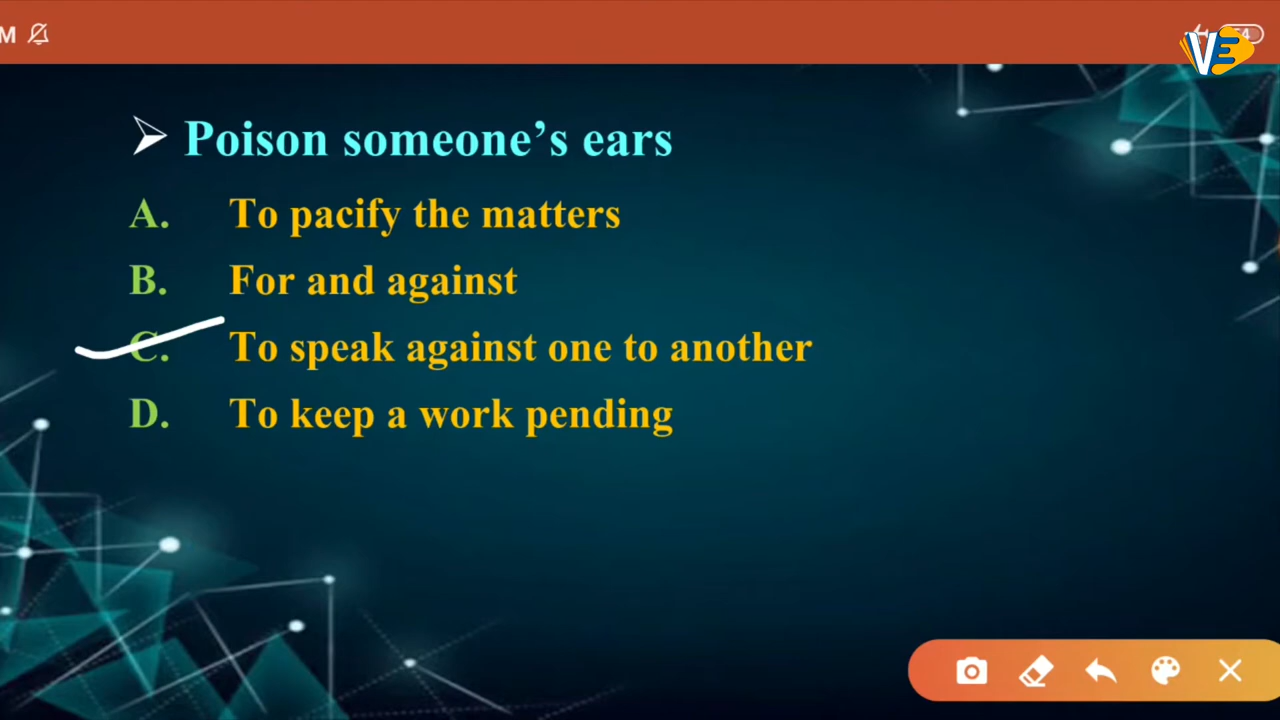 M
VE
Poison someone's ears
A. To pacify the matters
B. For and against
C. To speak against one to another
D. To keep a work pending